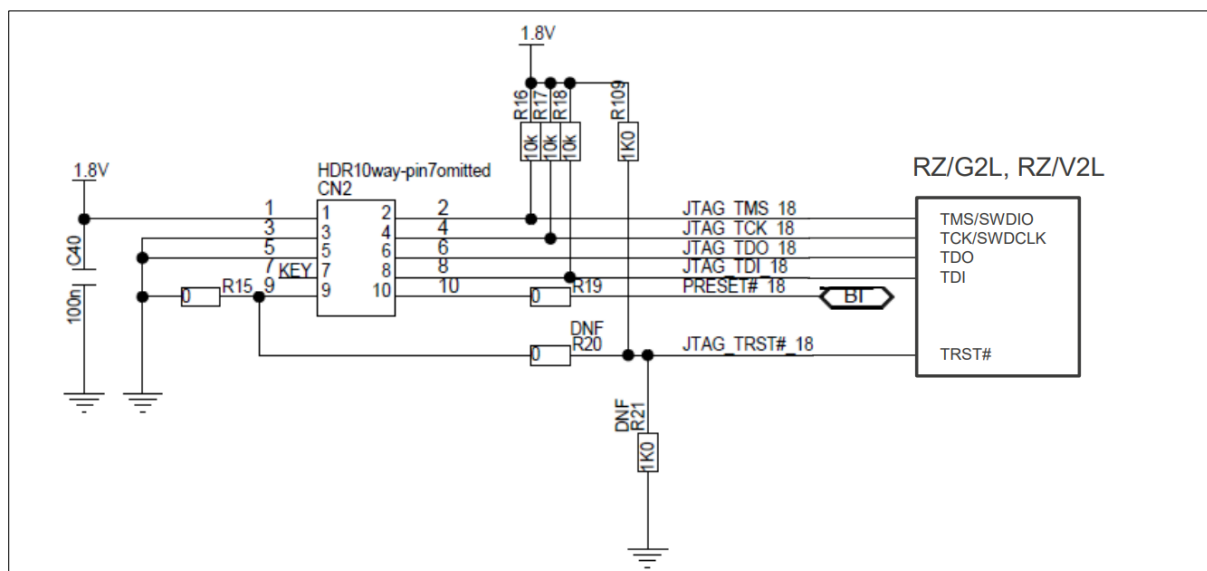 1.8V
R16
R17
R18
R109
10k
10k
10k
1K0
1.8V
HDR10way-pin7omitted
CN2
RZ/G2L, RZ/V2L
1 1 2 2 JTAG_TMS_18 TMS/SWDIO
3 3 4 4 JTAG_TCK_18 TCK/SWDCLK
5 5 6 6 JTAG_TDO_18 TDO
7 KEY 7 8 8 JTAG_TDI_18 TDI
0 R15 9 9 10 10 0 R19 PRESET#_18 BI
C40
100n
DNF
0 R20 JTAG_TRST#_18 TRST#
DNF
R21
1K0